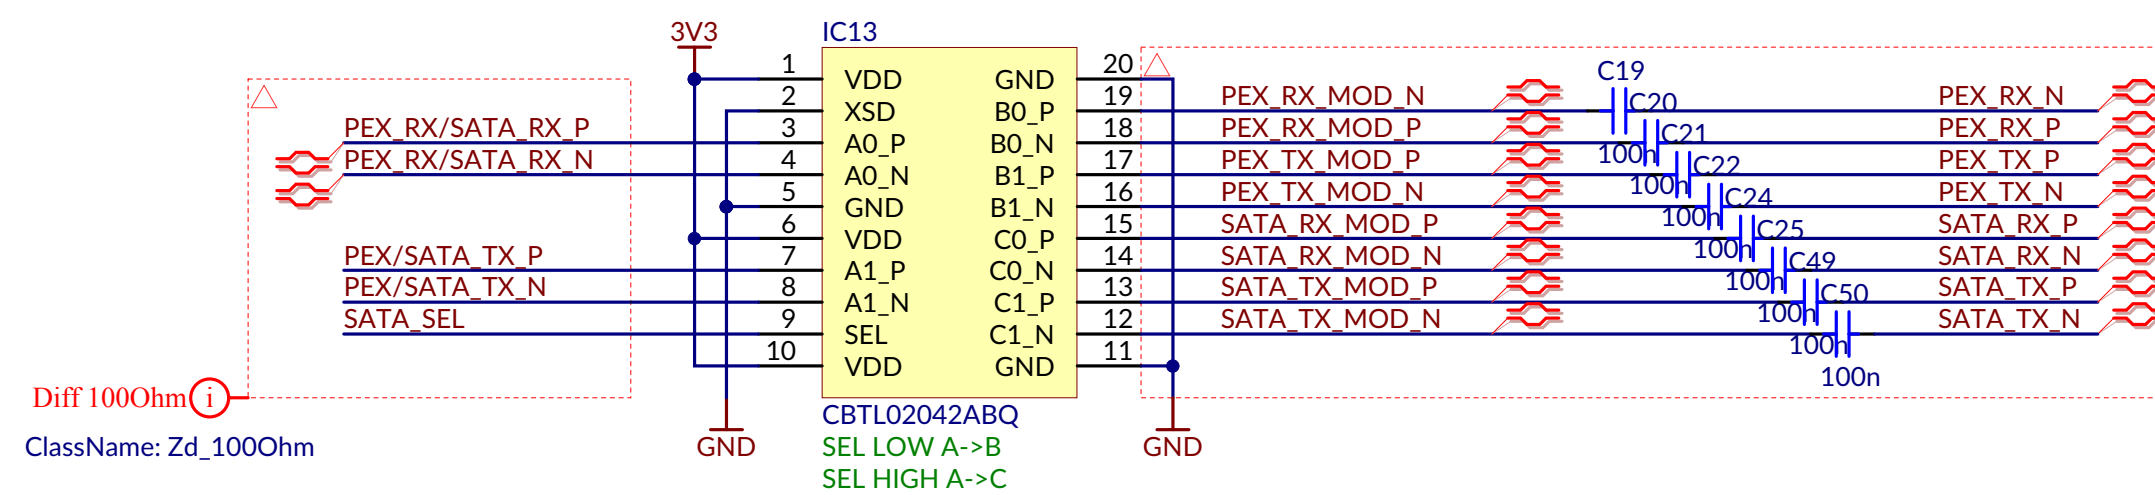 3V3
IC13
1 VDD GND 20
2 XSD B0_P 19 PEX_RX_MOD_N C19 PEX_RX_N
PEX_RX/SATA_RX_P 3 A0_P B0_N 18 PEX_RX_MOD_P C20 PEX_RX_P
PEX_RX/SATA_RX_N 4 A0_N B1_P 17 PEX_TX_MOD_P 100n C21 PEX_TX_P
5 GND B1_N 16 PEX_TX_MOD_N 100n C22 PEX_TX_N
6 VDD C0_P 15 SATA_RX_MOD_P 100n C24 SATA_RX_P
PEX/SATA_TX_P 7 A1_P C0_N 14 SATA_RX_MOD_N 100n C25 SATA_RX_N
PEX/SATA_TX_N 8 A1_N C1_P 13 SATA_TX_MOD_P 100n C49 SATA_TX_P
SATA_SEL 9 SEL C1_N 12 SATA_TX_MOD_N 100n C50 SATA_TX_N
10 VDD GND 11 100n
100n
Diff 100Ohm i
CBTL02042ABQ
ClassName: Zd_100Ohm GND SEL LOW A->B GND
SEL HIGH A->C